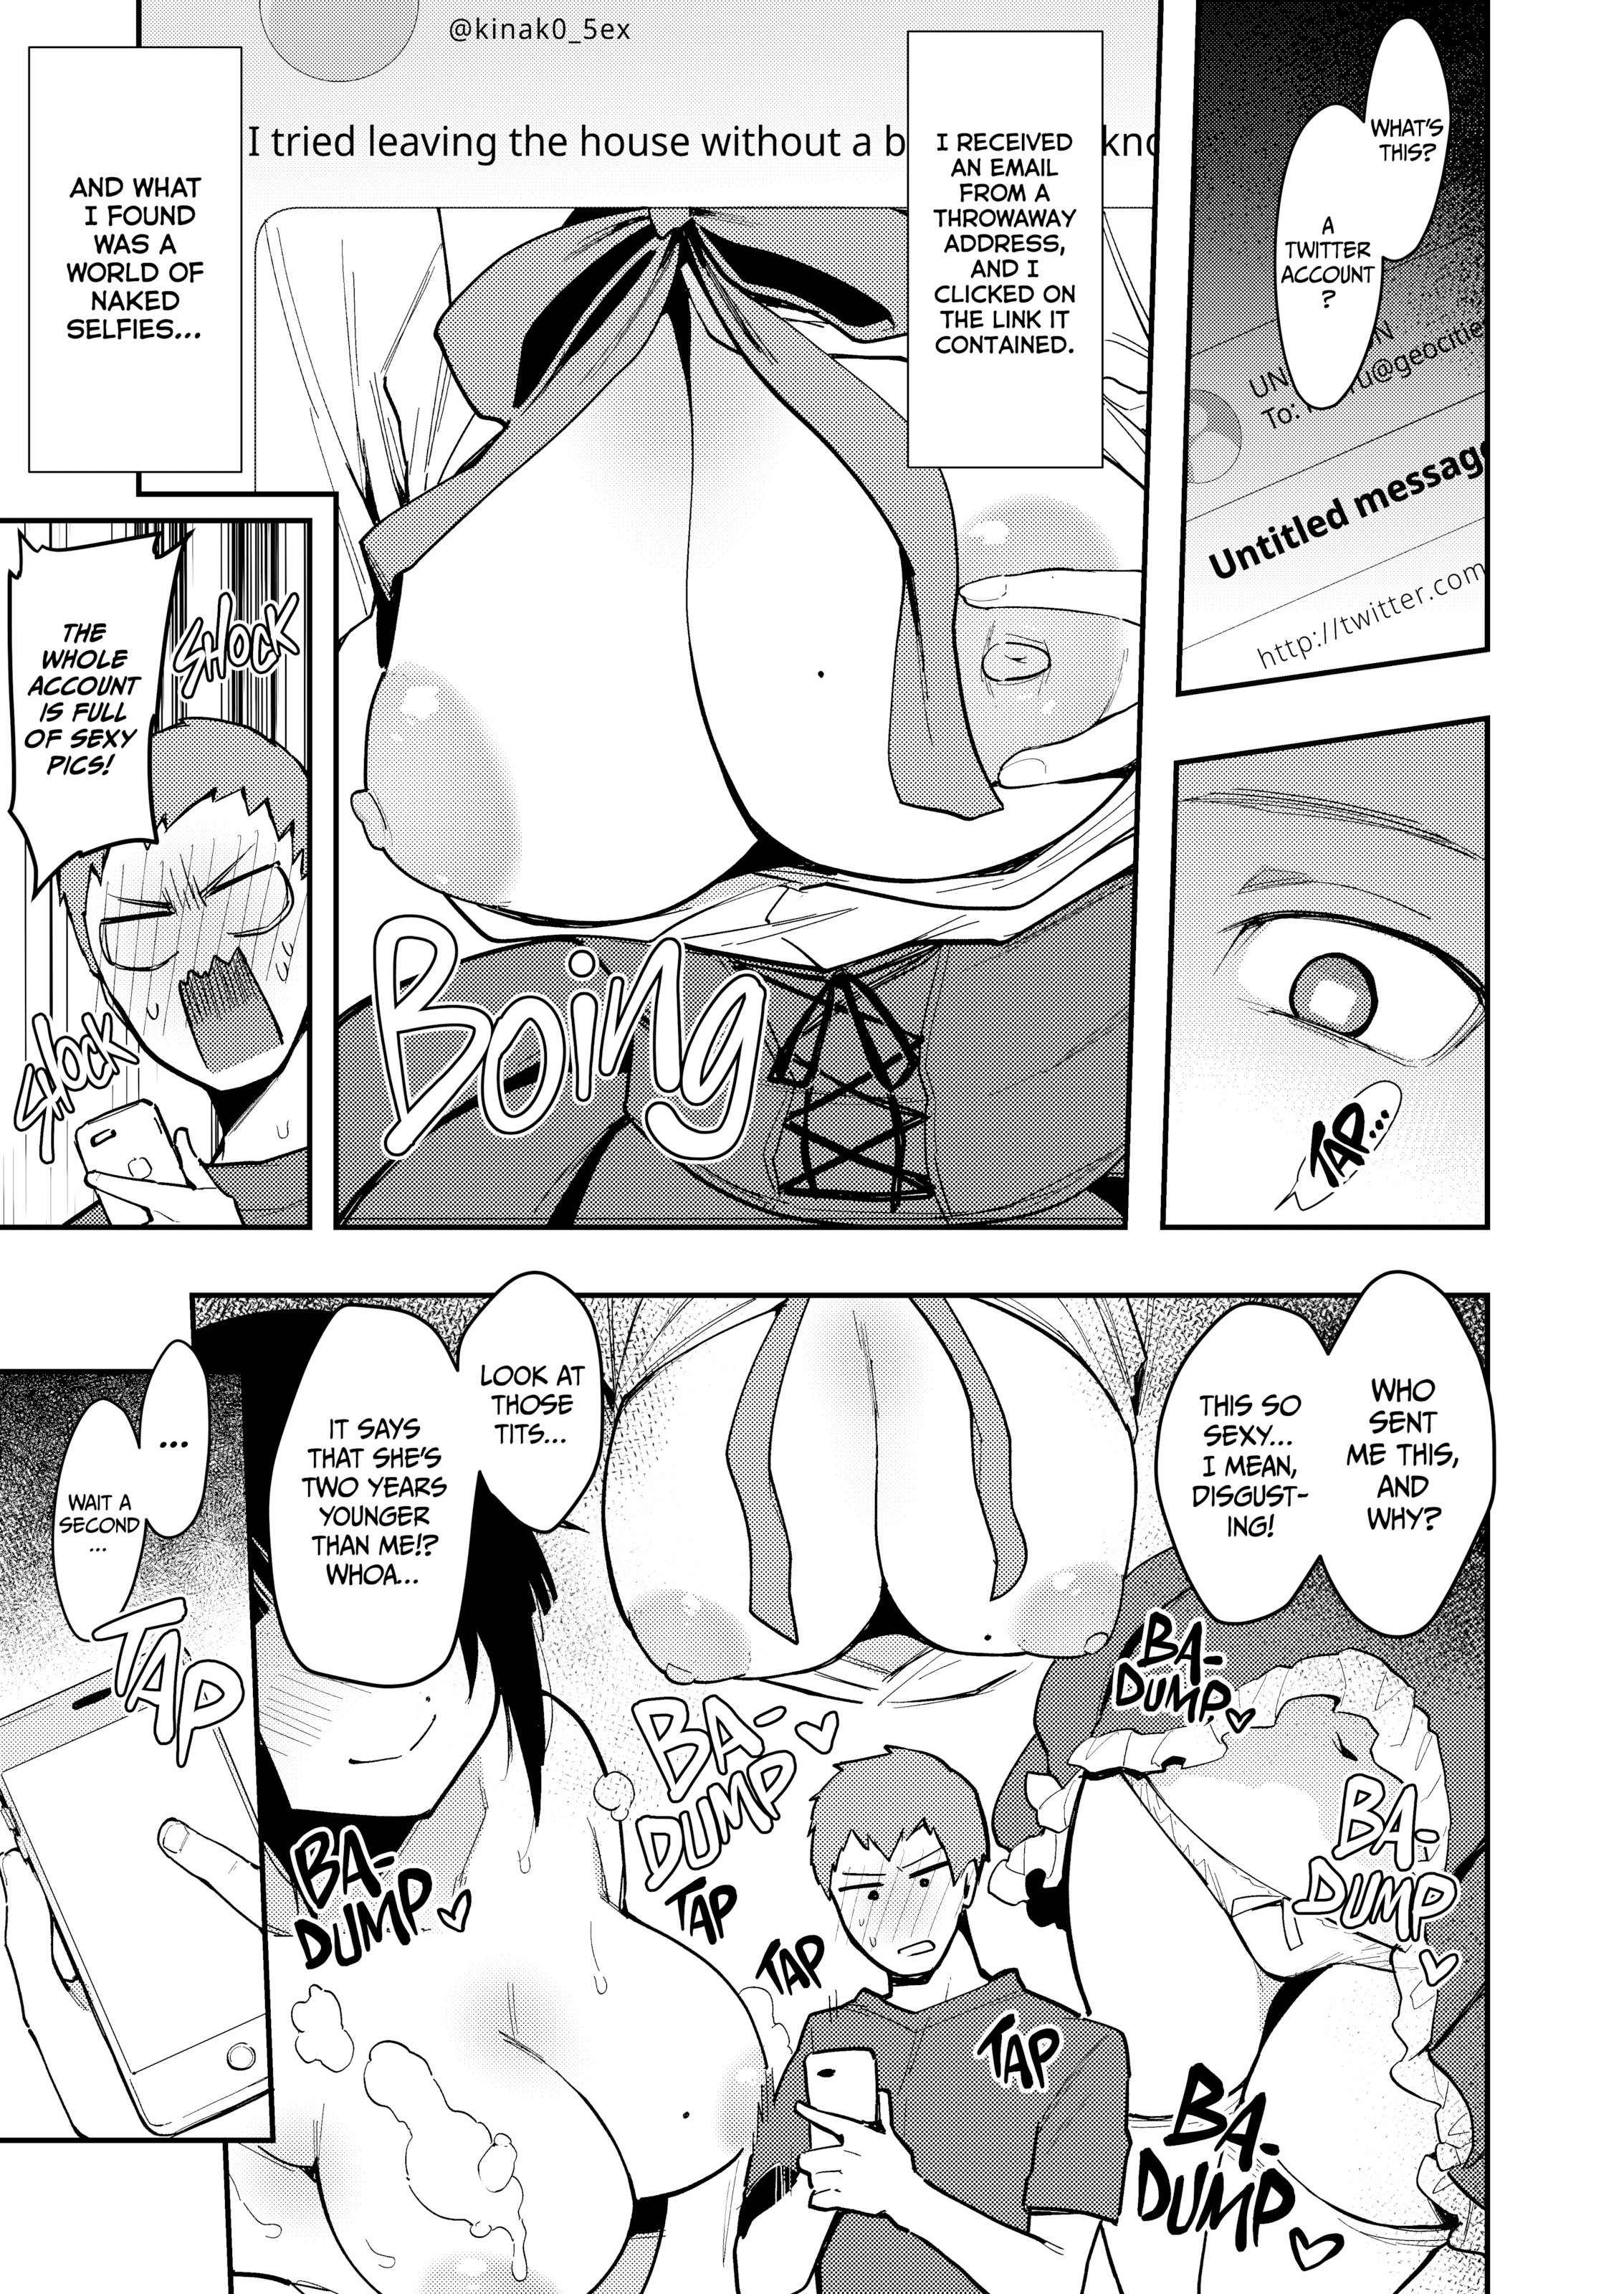 WHAT'S
THIS?
A
TWITTER
ACCOUNT
?
To:
@geocitie
Untitled message
http://twitter.com
TAP...
@kinak0_5ex
I tried leaving the house without a
I RECEIVED
AN EMAIL
FROM A
THROWAWAY
ADDRESS,
AND I
CLICKED ON
THE LINK IT
CONTAINED.
AND WHAT
I FOUND
WAS A
WORLD OF
NAKED
SELFIES...
BOING
THE
WHOLE
ACCOUNT
IS FULL
OF SEXY
PICS!
SHOCK
SHOCK
WHO
SENT
ME THIS,
AND
WHY?
THIS SO
SEXY...
I MEAN,
DISGUST-
ING!
LOOK AT
THOSE
TITS...
IT SAYS
THAT SHE'S
TWO YEARS
YOUNGER
THAN ME!?
WHOA...
BA-
DUMP
BA-
DUMP
BA-
DUMP
BA-
DUMP
BA-
DUMP
TAP
TAP
TAP
...
WAIT A
SECOND
...
TAP